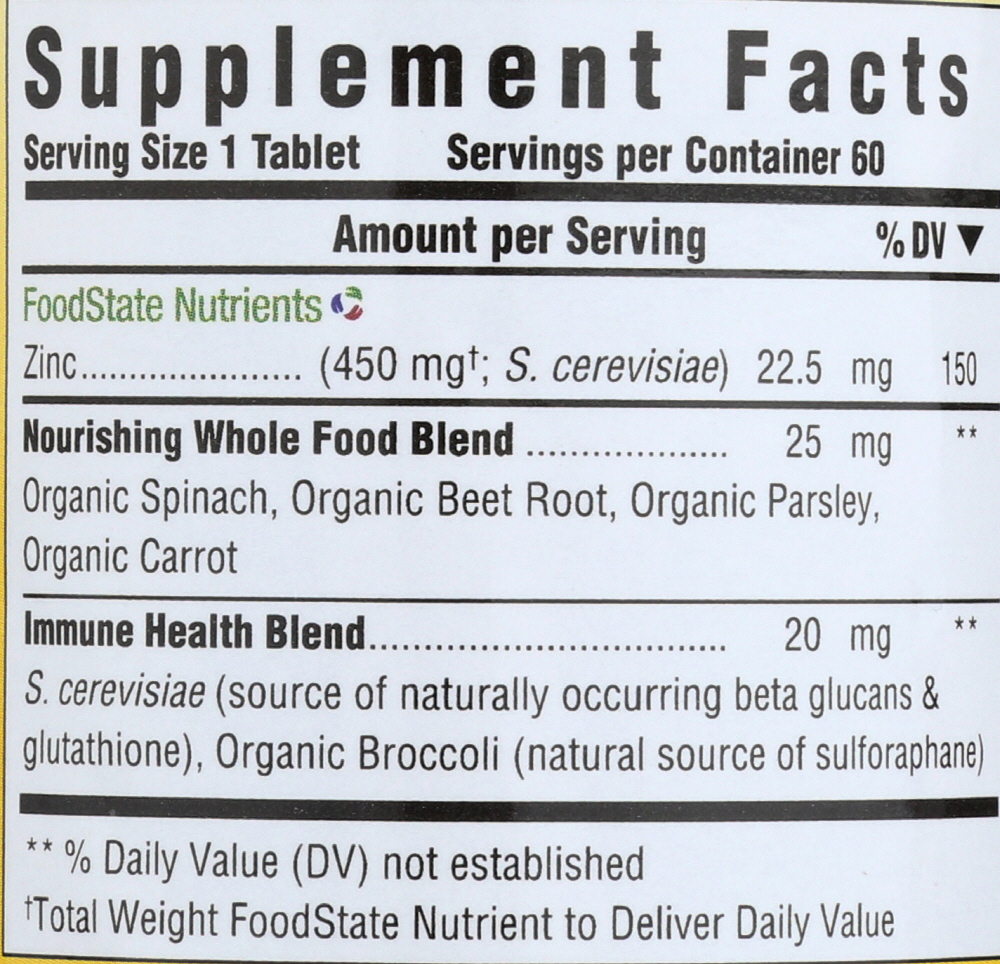 Supplement Facts
Serving Size 1 Tablet Servings per Container 60
Amount per Serving % DV ▼
FoodState Nutrients
Zinc...................... (450 mg†; S. cerevisiae) 22.5 mg 150
Nourishing Whole Food Blend .................... 25 mg **
Organic Spinach, Organic Beet Root, Organic Parsley,
Organic Carrot
Immune Health Blend.................................. 20 mg **
S. cerevisiae (source of naturally occurring beta glucans &
glutathione), Organic Broccoli (natural source of sulforaphane)
** % Daily Value (DV) not established
†Total Weight FoodState Nutrient to Deliver Daily Value